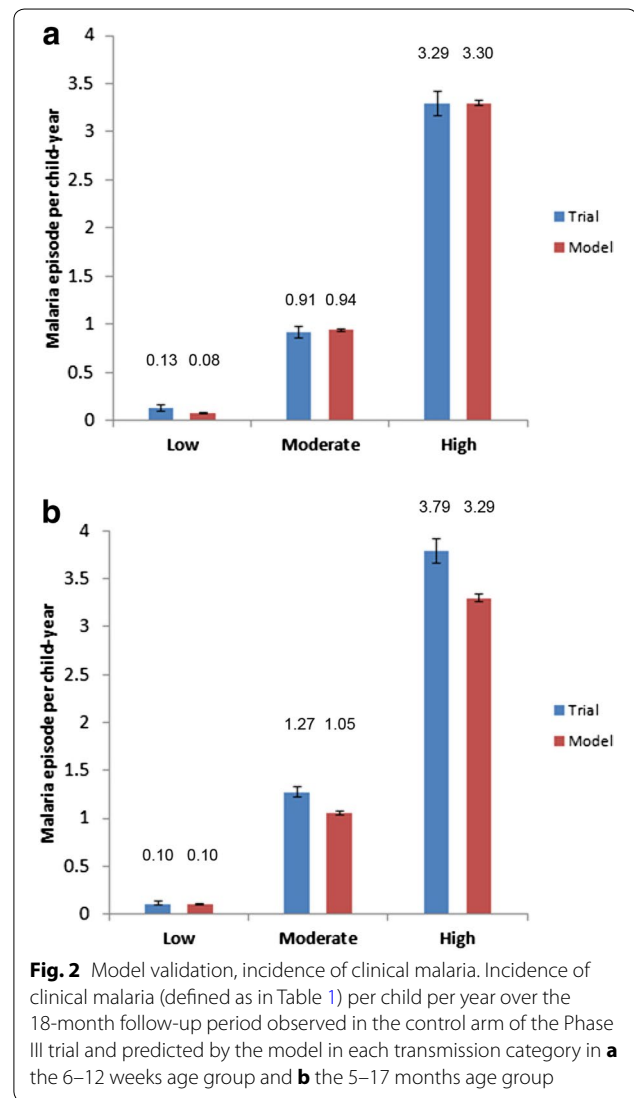 a
4
3.5
3
2.5
2
1.5
1
0.5
0
Malaria episode per child-year
3.29 3.30
0.91 0.94
0.13 0.08
Trial
Model
Low Moderate High
b
4
3.5
3
2.5
2
1.5
1
0.5
0
Malaria episode per child-year
3.79 3.29
1.27 1.05
0.10 0.10
Trial
Model
Low Moderate High
Fig. 2 Model validation, incidence of clinical malaria. Incidence of
clinical malaria (defined as in Table 1) per child per year over the
18-month follow-up period observed in the control arm of the Phase
III trial and predicted by the model in each transmission category in a
the 6–12 weeks age group and b the 5–17 months age group